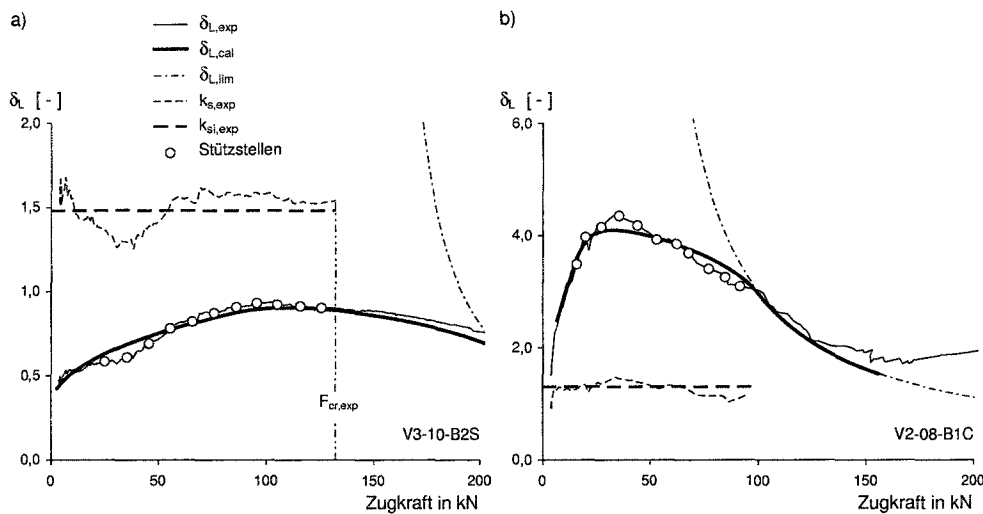 a)
δL,exp
δL,cal
δL,lim
ks,exp
ksi,exp
Stützstellen
δL [ - ]
2,0
1,5
1,0
0,5
0,0
Fcr,exp
V3-10-B2S
0
50
100
150
200
Zugkraft in kN
b)
δL [ - ]
6,0
4,0
2,0
0,0
V2-08-B1C
0
50
100
150
200
Zugkraft in kN